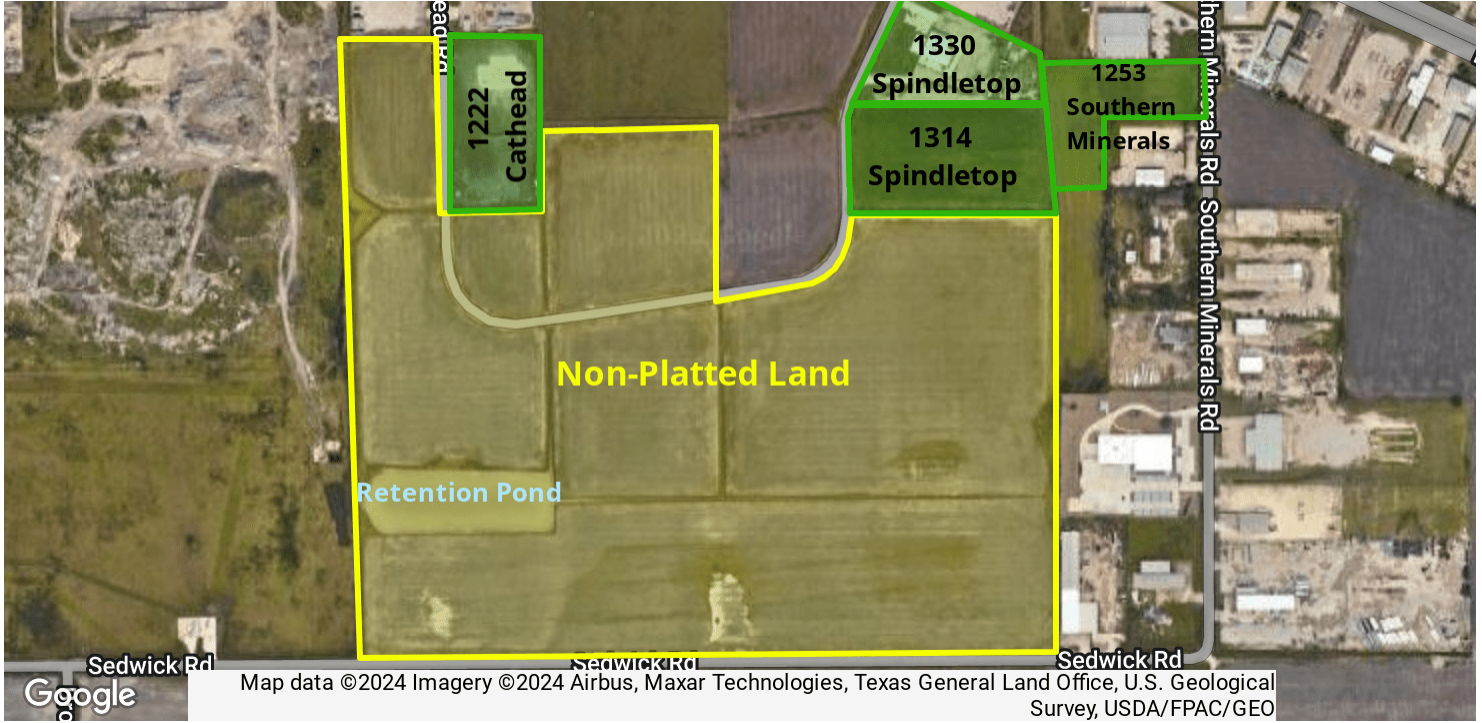 1330
Spindletop
1253
Southern
Minerals
1222
Cathead
1314
Spindletop
Southern Minerals Rd
Non-Platted Land
Retention Pond
Sedwick Rd
Sedwick Rd
Sedwick Rd
Google
Map data ©2024 Imagery ©2024 Airbus, Maxar Technologies, Texas General Land Office, U.S. Geological
Survey, USDA/FPAC/GEO